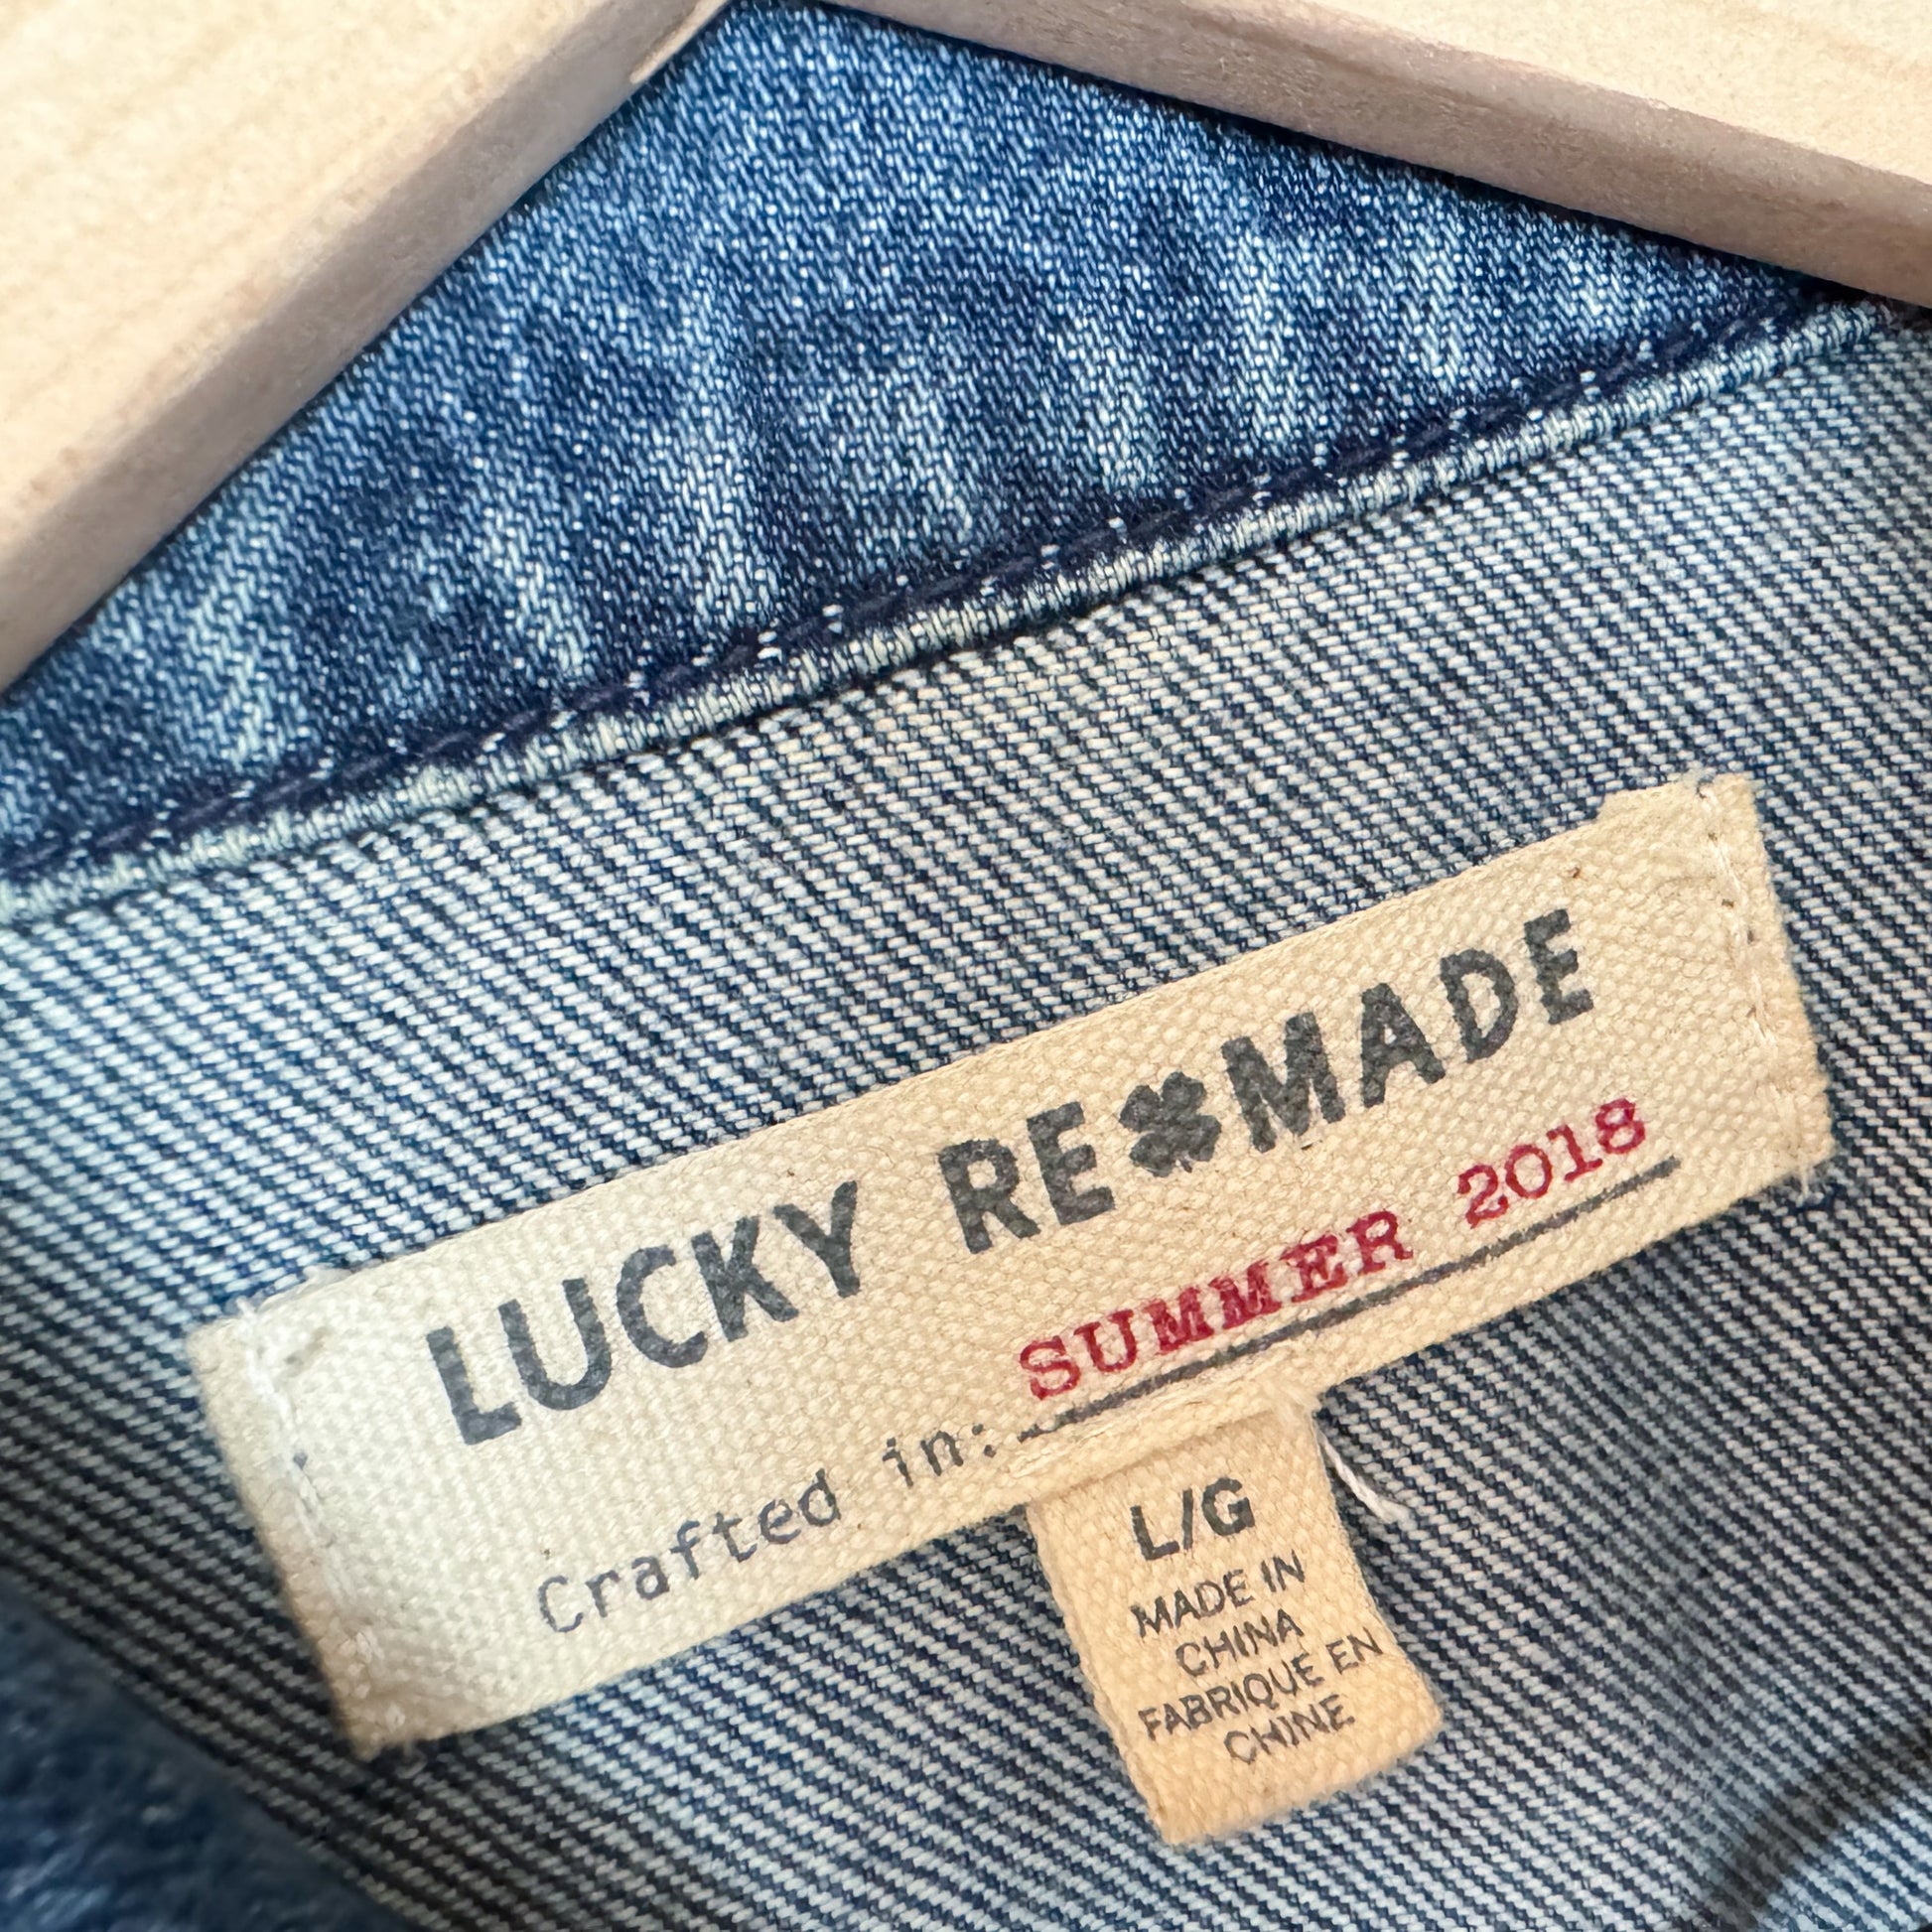 LUCKY RE MADE
SUMMER 2018
Crafted in:
L/G
MADE IN
CHINA
FABRIQUE EN
CHINE